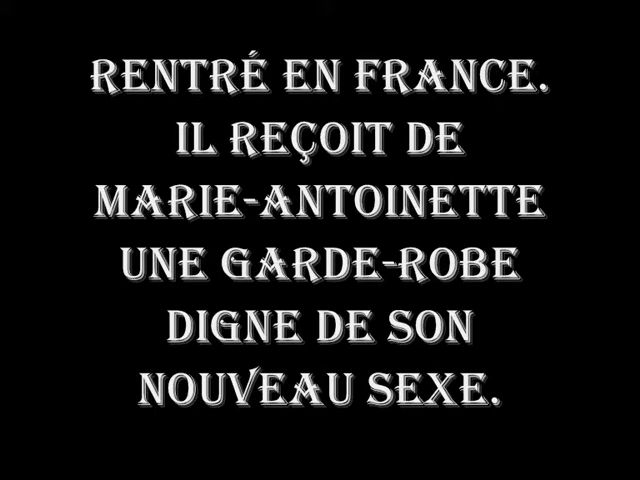 RENTRÉ EN FRANCE.
IL REÇOIT DE
MARIE-ANTOINETTE
UNE GARDE-ROBE
DIGNE DE SON
NOUVEAU SEXE.